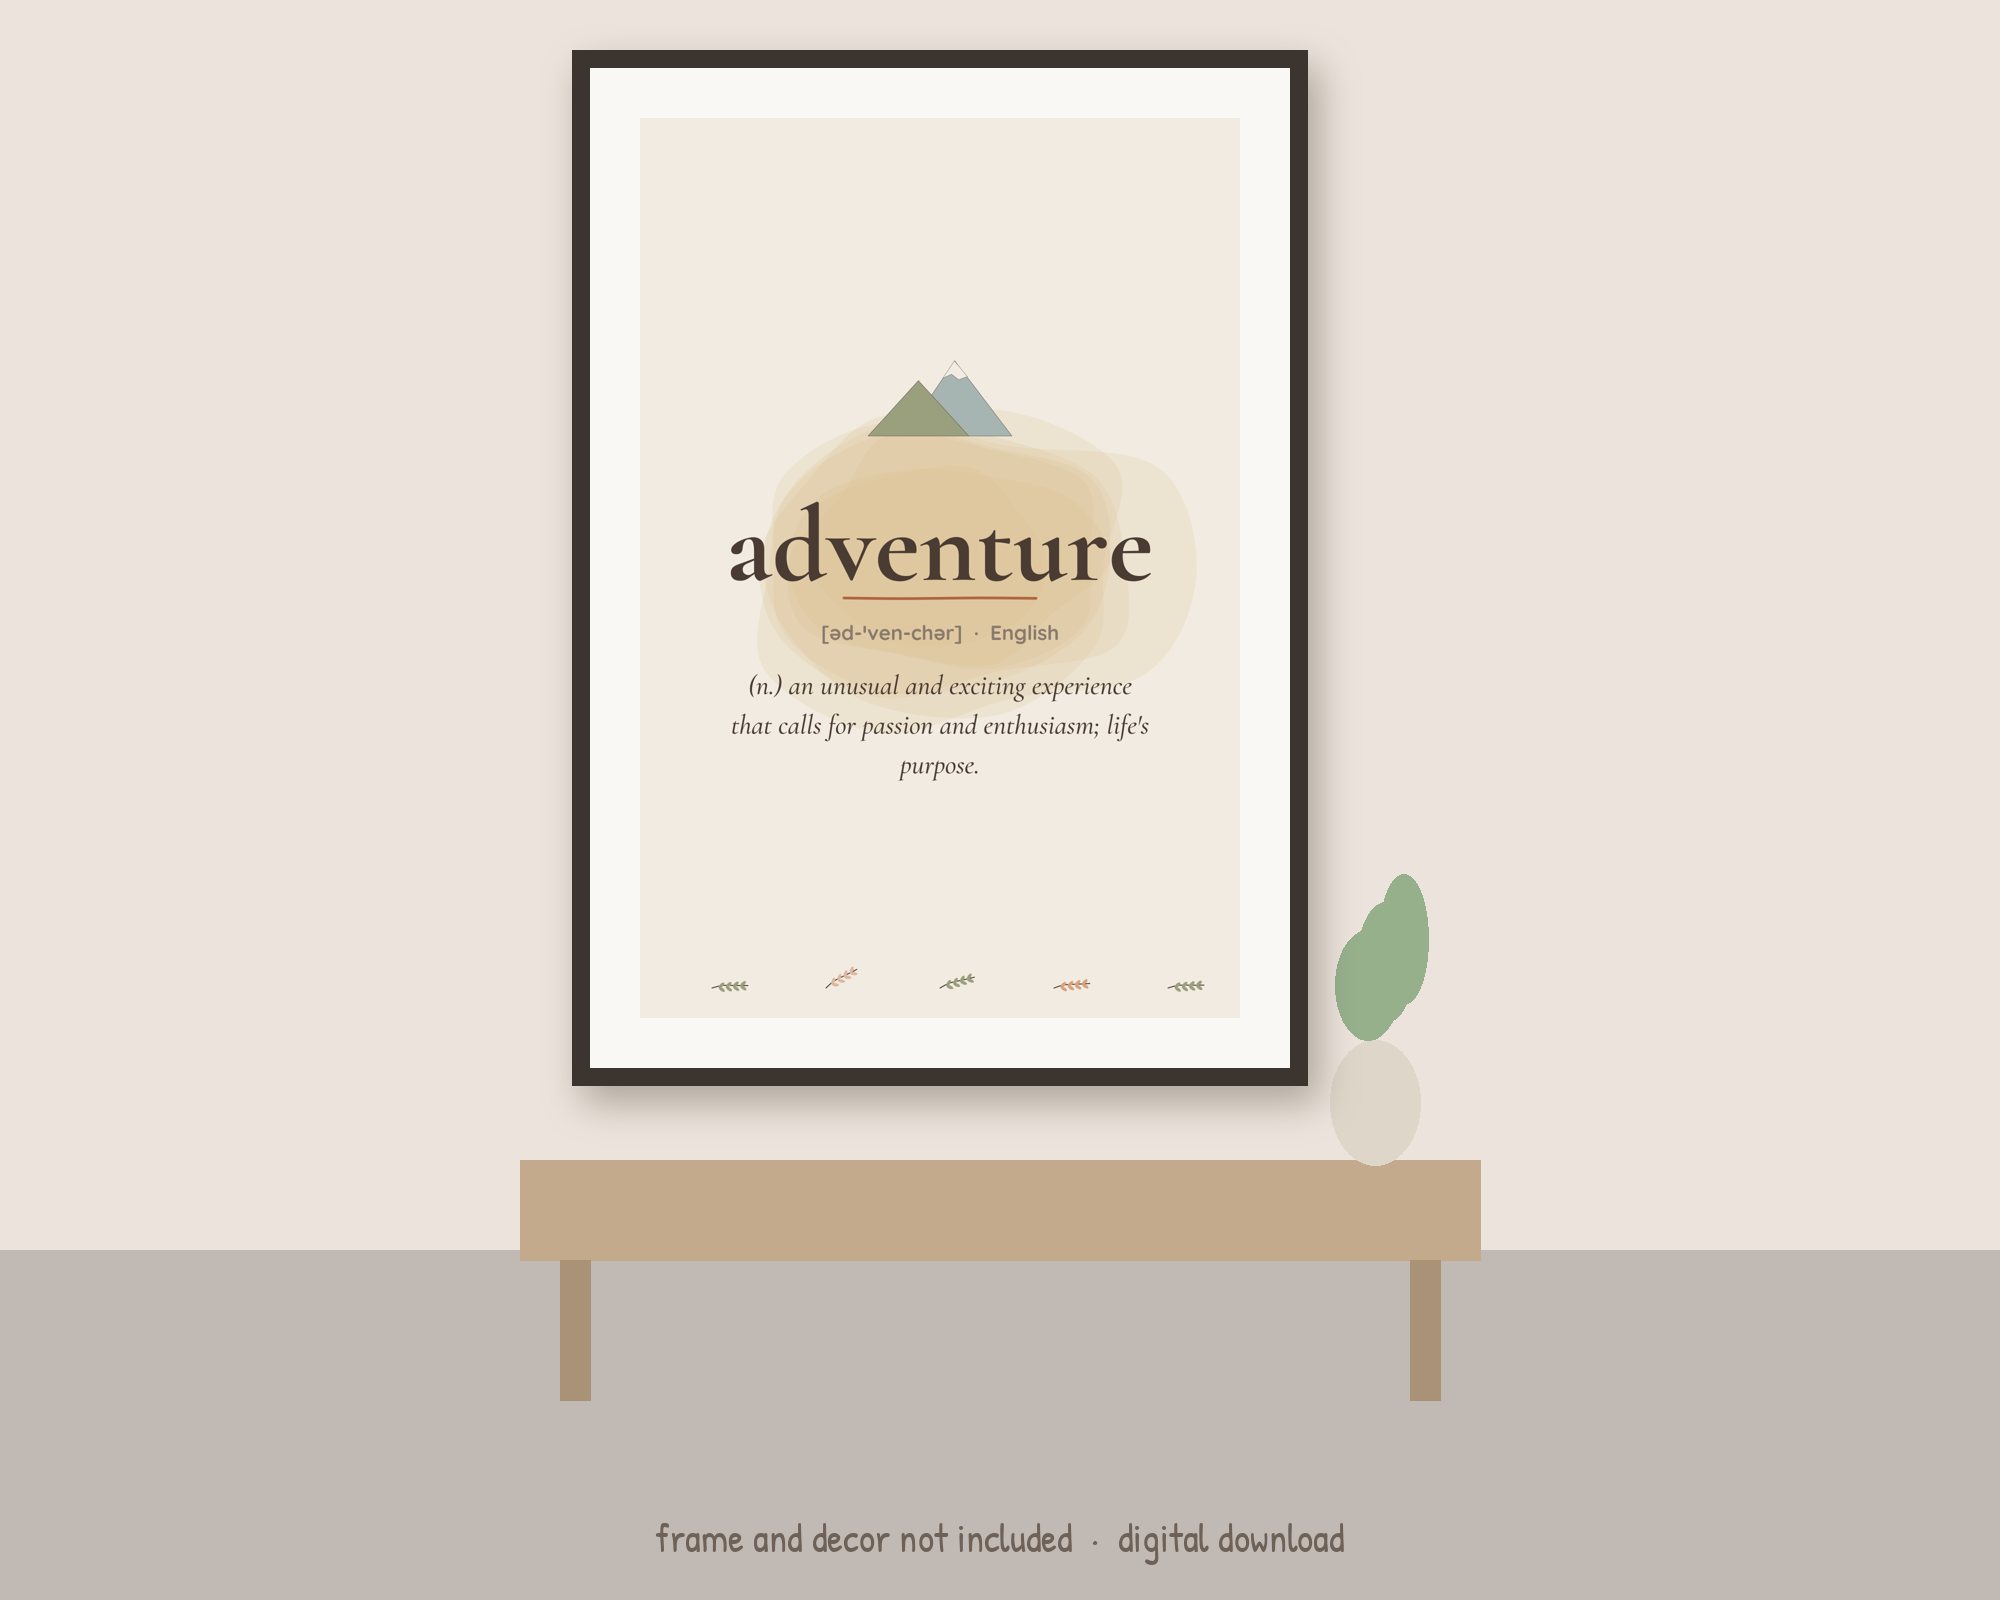 adventure
[əd-ˈven-chər] · English
(n.) an unusual and exciting experience
that calls for passion and enthusiasm; life's
purpose.
frame and decor not included · digital download